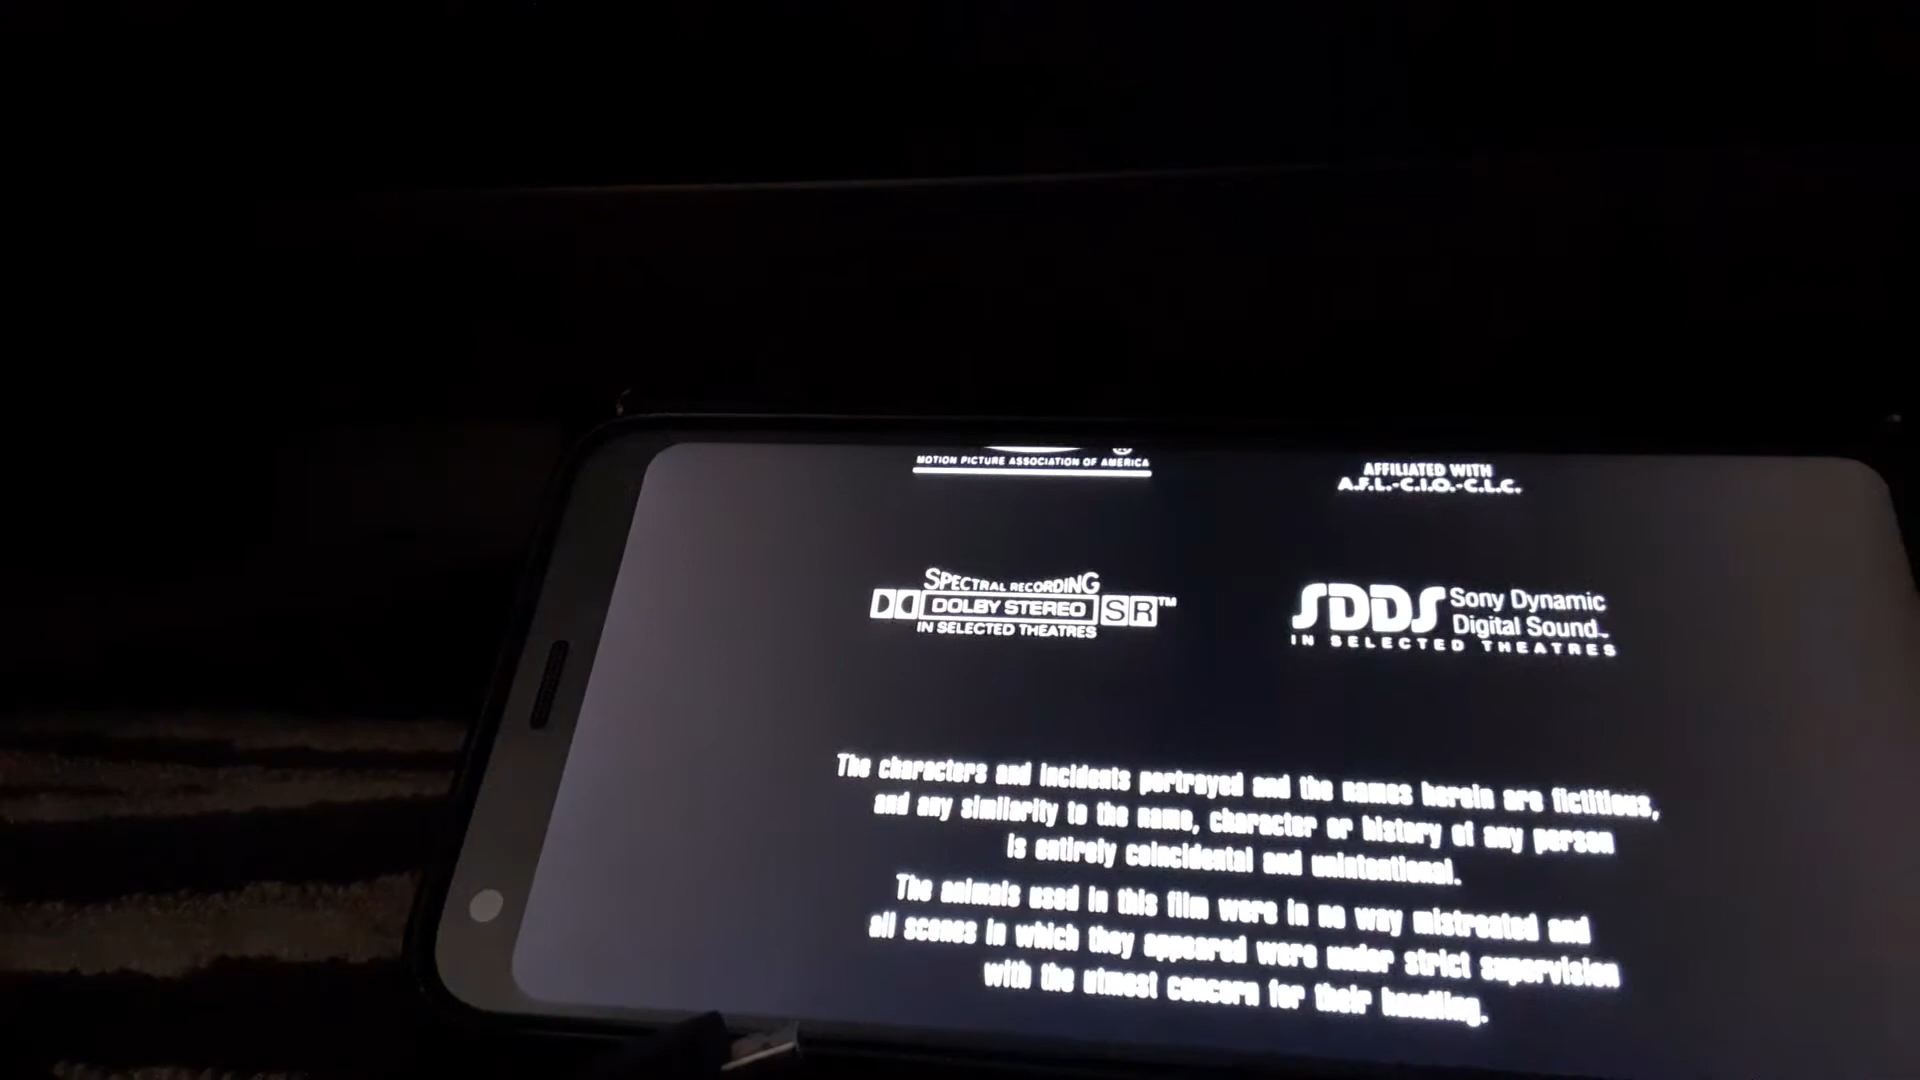 MOTION PICTURE ASSOCIATION OF AMERICA
AFFILIATED WITH
A.F.L.-C.I.O.-C.L.C.
SPECTRAL RECORDING
DOLBY STEREO SR™
IN SELECTED THEATRES
SDDS Sony Dynamic
Digital Sound™
IN SELECTED THEATRES
The characters and incidents portrayed and the names herein are fictitious,
and any similarity to the name, character or history of any person
is entirely coincidental and unintentional.
The animals used in this film were in no way mistreated and
all scenes in which they appeared were under strict supervision
with the utmost concern for their handling.